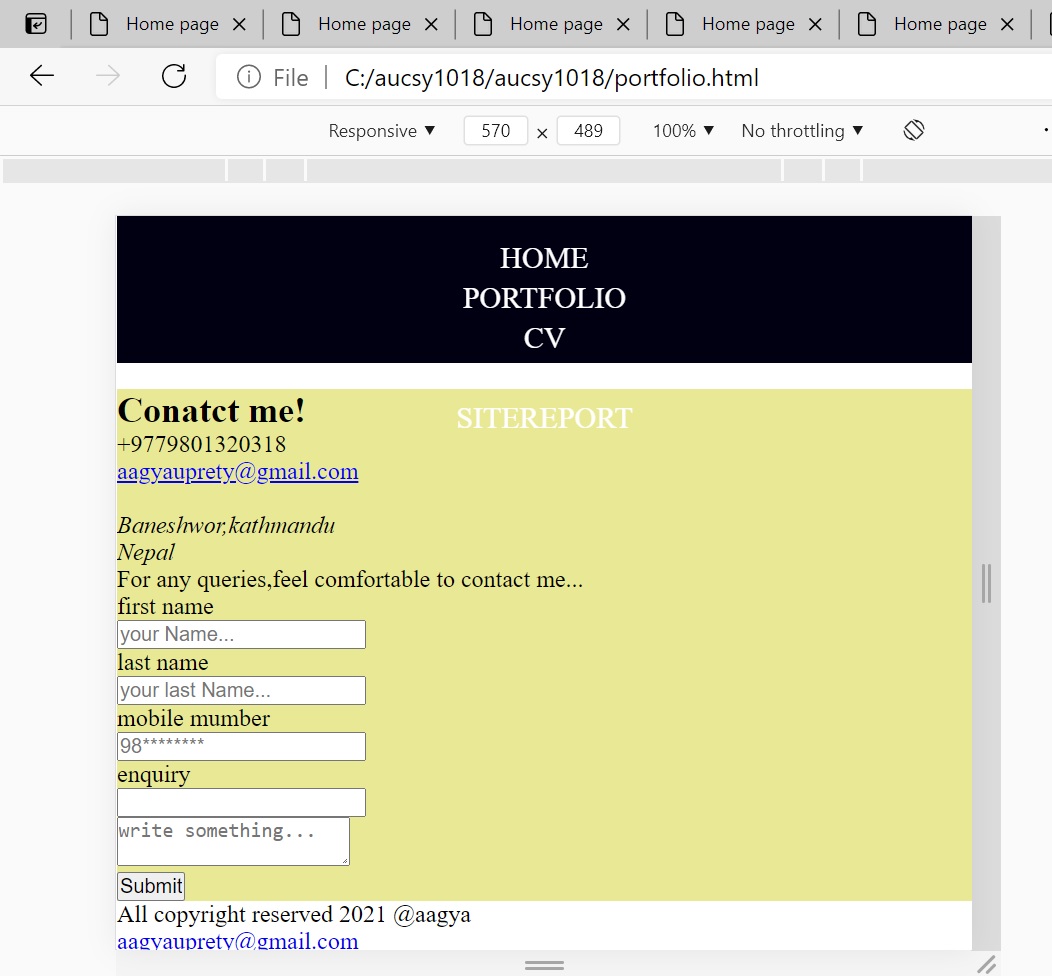 Home page Home page Home page Home page Home page
File C:/aucsy1018/aucsy1018/portfolio.html
Responsive 570 x 489 100% No throttling
HOME
PORTFOLIO
CV
Conatct me!
SITEREPORT
+9779801320318
aagyauprety@gmail.com
Baneshwor,kathmandu
Nepal
For any queries,feel comfortable to contact me...
first name
your Name...
last name
your last Name...
mobile mumber
98********
enquiry
write something...
Submit
All copyright reserved 2021 @aagya
aagyauprety@gmail.com